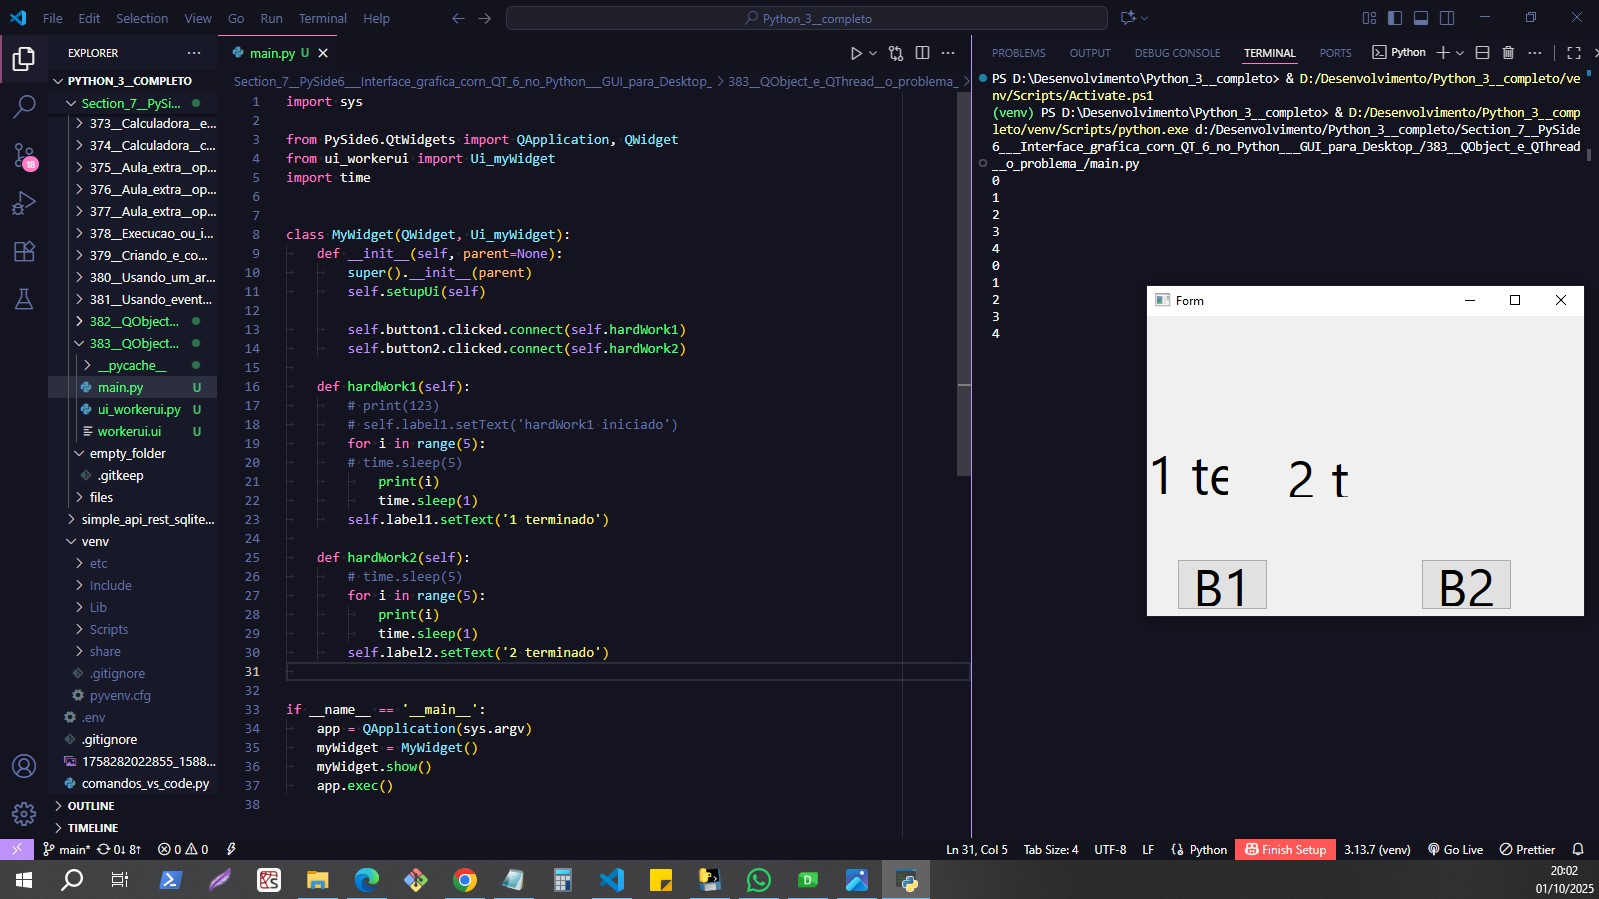 File Edit Selection View Go Run Terminal Help
Python_3__completo
EXPLORER
PYTHON_3__COMPLETO
Section_7__PySi...
373__Calculadora__e...
374__Calculadora__c...
375__Aula_extra__op...
376__Aula_extra__op...
377__Aula_extra__op...
378__Execucao_ou_i...
379__Criando_e_co...
380__Usando_um_ar...
381__Usando_event...
382__QObject...
383__QObject...
__pycache__
main.py U
ui_workerui.py U
workerui.ui U
empty_folder
.gitkeep
files
simple_api_rest_sqlite...
venv
etc
Include
Lib
Scripts
share
.gitignore
pyvenv.cfg
.env
.gitignore
1758282022855_1588...
comandos_vs_code.py
OUTLINE
TIMELINE
18
main.py U
Section_7__PySide6___Interface_grafica_corn_QT_6_no_Python___GUI_para_Desktop_ > 383__QObject_e_QThread__o_problema_ >
1 import sys
2
3 from PySide6.QtWidgets import QApplication, QWidget
4 from ui_workerui import Ui_myWidget
5 import time
6
7
8 class MyWidget(QWidget, Ui_myWidget):
9 def __init__(self, parent=None):
10 super().__init__(parent)
11 self.setupUi(self)
12
13 self.button1.clicked.connect(self.hardWork1)
14 self.button2.clicked.connect(self.hardWork2)
15
16 def hardWork1(self):
17 # print(123)
18 # self.label1.setText('hardWork1 iniciado')
19 for i in range(5):
20 # time.sleep(5)
21 print(i)
22 time.sleep(1)
23 self.label1.setText('1 terminado')
24
25 def hardWork2(self):
26 # time.sleep(5)
27 for i in range(5):
28 print(i)
29 time.sleep(1)
30 self.label2.setText('2 terminado')
31
32
33 if __name__ == '__main__':
34 app = QApplication(sys.argv)
35 myWidget = MyWidget()
36 myWidget.show()
37 app.exec()
38
PROBLEMS OUTPUT DEBUG CONSOLE TERMINAL PORTS Python
PS D:\Desenvolvimento\Python_3__completo> & D:/Desenvolvimento/Python_3__completo/ve
nv/Scripts/Activate.ps1
(venv) PS D:\Desenvolvimento\Python_3__completo> & D:/Desenvolvimento/Python_3__comp
leto/venv/Scripts/python.exe d:/Desenvolvimento/Python_3__completo/Section_7__PySide
6___Interface_grafica_corn_QT_6_no_Python___GUI_para_Desktop_/383__QObject_e_QThread
__o_problema_/main.py
0
1
2
3
4
0
1
2
3
4
Form
1 te 2 t
B1 B2
main* 0↓ 8↑ 0 0 Ln 31, Col 5 Tab Size: 4 UTF-8 LF Python Finish Setup 3.13.7 (venv) Go Live Prettier
20:02
01/10/2025